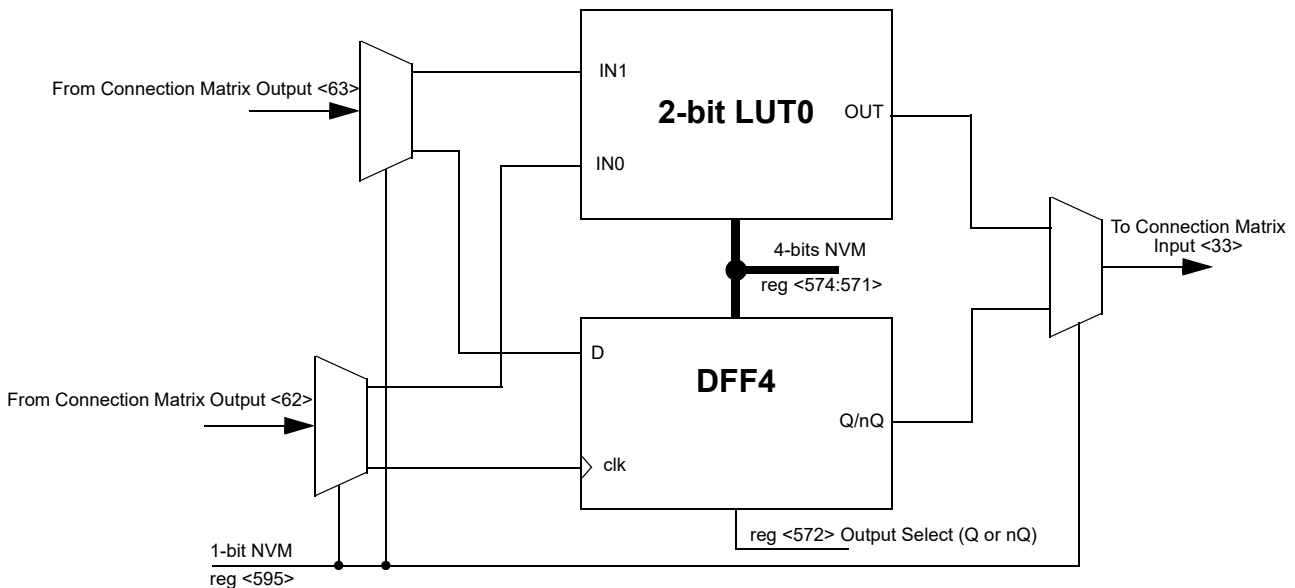 From Connection Matrix Output <63>
IN1
2-bit LUT0
OUT
IN0
To Connection Matrix
Input <33>
4-bits NVM
reg <574:571>
D
DFF4
From Connection Matrix Output <62>
Q/nQ
clk
reg <572> Output Select (Q or nQ)
1-bit NVM
reg <595>